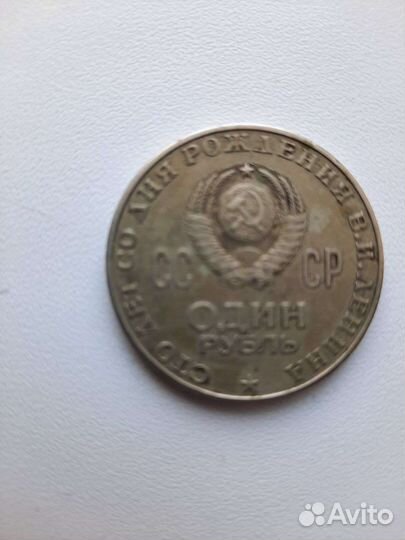 СТО ЛЕТ СО ДНЯ РОЖДЕНИЯ В.И.ЛЕНИНА
СС СР
ОДИН
РУБЛЬ
Avito